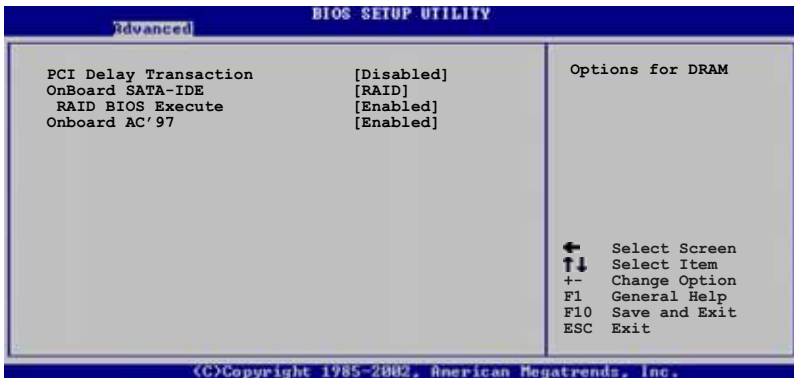 BIOS SETUP UTILITY
Advanced
PCI Delay Transaction [Disabled]
OnBoard SATA-IDE [RAID]
RAID BIOS Execute [Enabled]
Onboard AC'97 [Enabled]
Options for DRAM
← Select Screen
↑↓ Select Item
+- Change Option
F1 General Help
F10 Save and Exit
ESC Exit
(C)Copyright 1985-2002, American Megatrends, Inc.